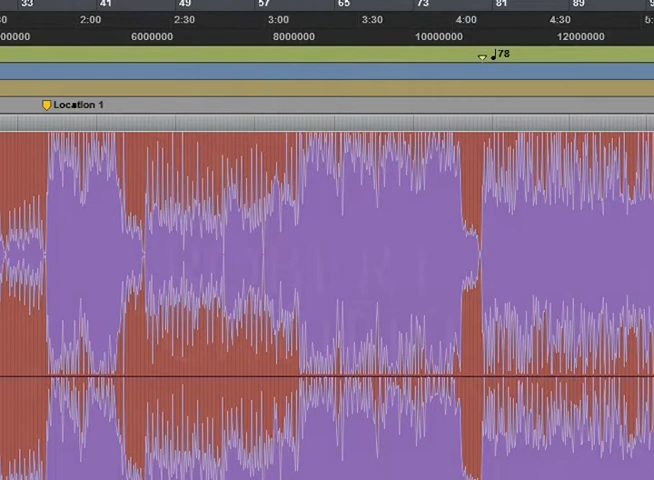 33 41 49 57 65 73 81 89
2:00 2:30 3:00 3:30 4:00 4:30
6000000 8000000 10000000 12000000
78
Location 1